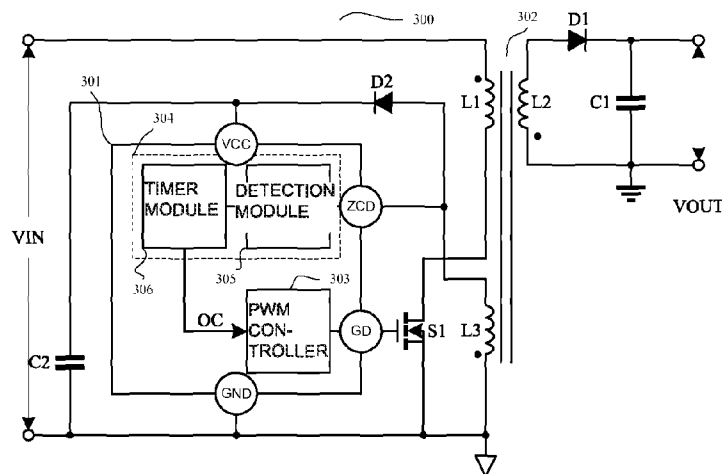 300
302
D1
301
304
D2
L1
L2
C1
VCC
TIMER
MODULE
DETECTION
MODULE
ZCD
VOUT
VIN
306
305
303
OC
PWM
CON-
TROLLER
GD
S1
L3
C2
GND